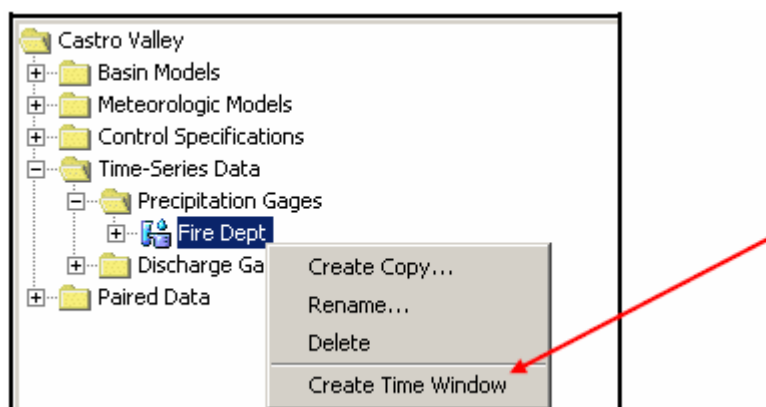 Castro Valley
Basin Models
Meteorologic Models
Control Specifications
Time-Series Data
Precipitation Gages
Fire Dept
Discharge Ga
Paired Data
Create Copy...
Rename...
Delete
Create Time Window